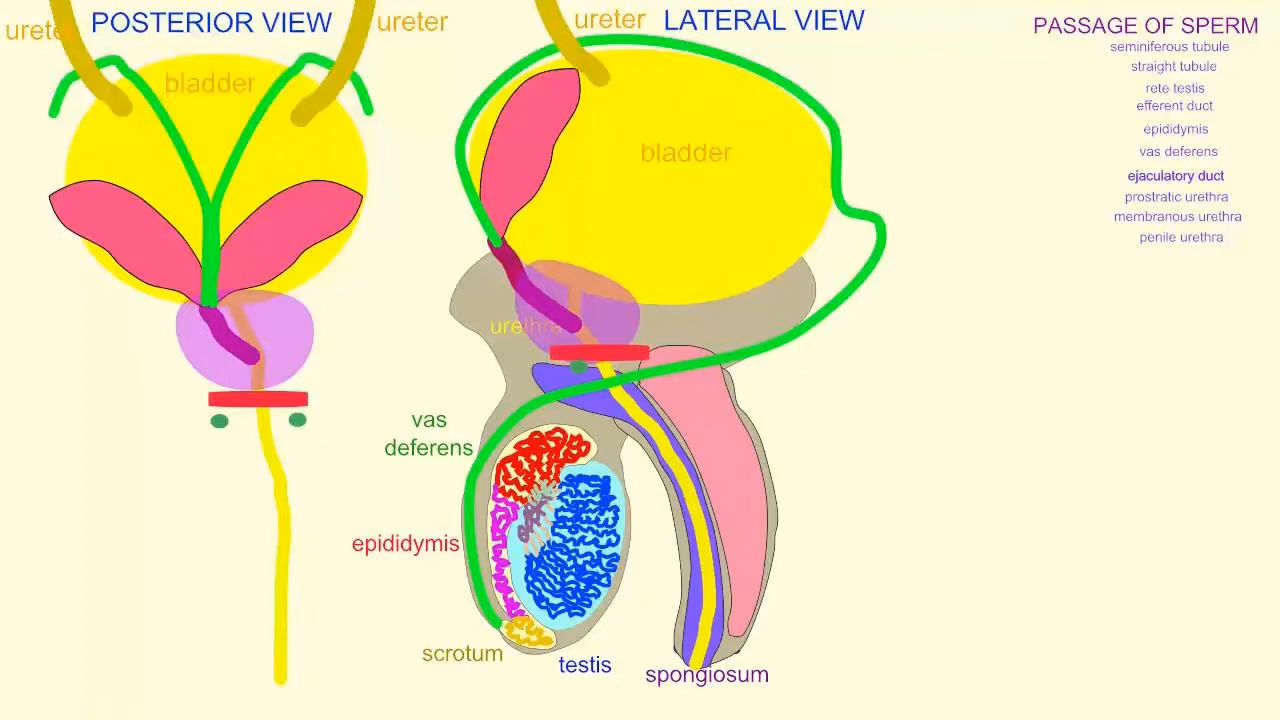 ureter
POSTERIOR VIEW
ureter
bladder
ureter
LATERAL VIEW
bladder
urethra
vas
deferens
epididymis
scrotum
testis
spongiosum
PASSAGE OF SPERM
seminiferous tubule
straight tubule
rete testis
efferent duct
epididymis
vas deferens
ejaculatory duct
prostratic urethra
membranous urethra
penile urethra